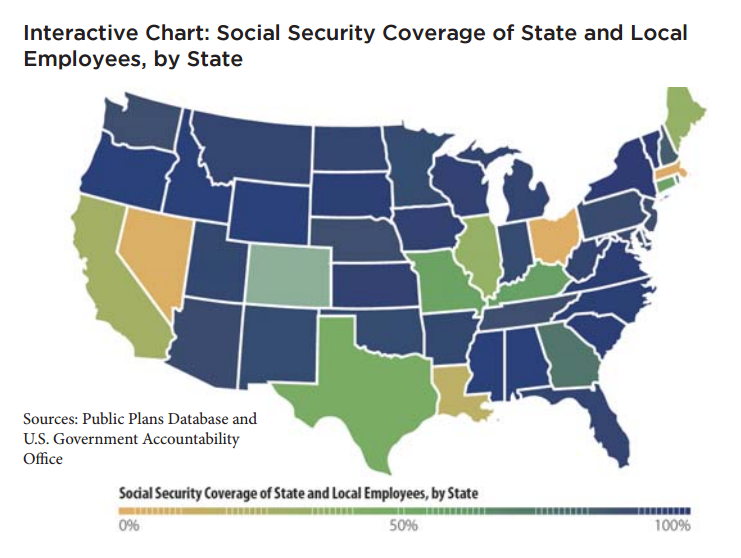 Interactive Chart: Social Security Coverage of State and Local
Employees, by State
Sources: Public Plans Database and
U.S. Government Accountability
Office
Social Security Coverage of State and Local Employees, by State
0% 50% 100%